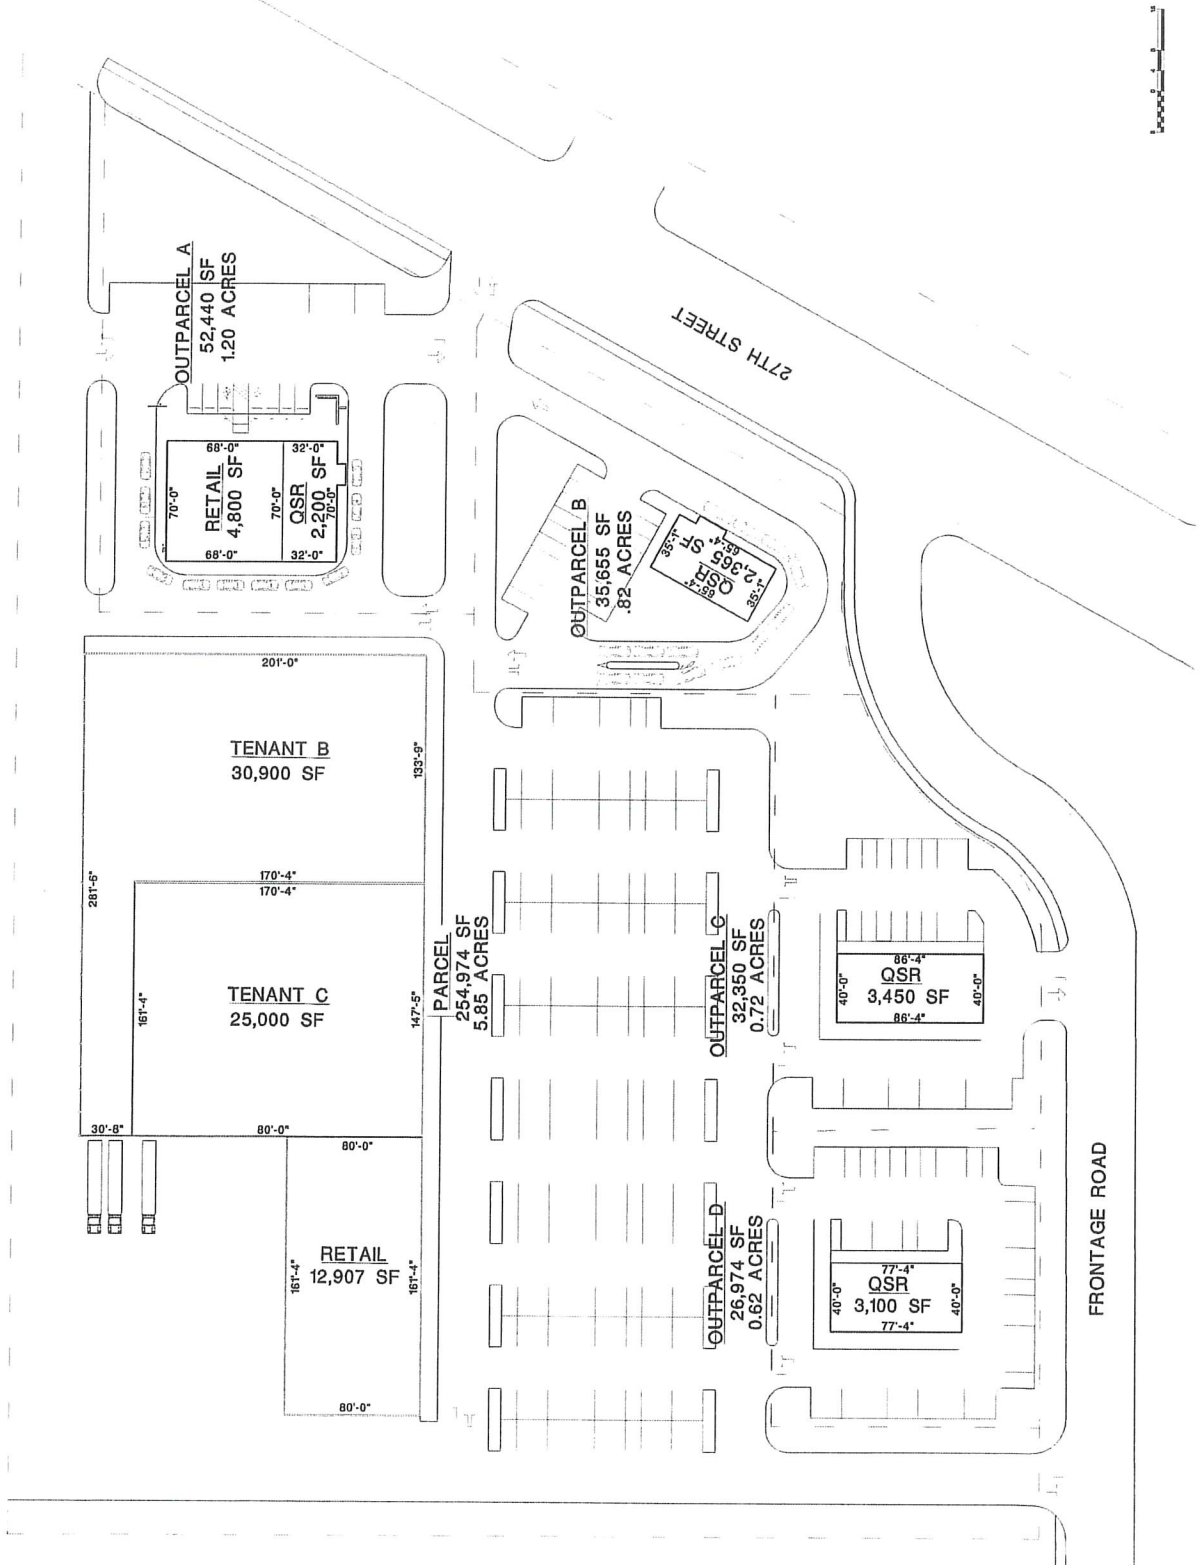 OUTPARCEL A
52,440 SF
1.20 ACRES
68'-0"
32'-0"
70'-0"
RETAIL
4,800 SF
70'-0"
QSR
2,200 SF
70'-0"
68'-0"
32'-0"
27TH STREET
OUTPARCEL B
35,655 SF
.82 ACRES
35'-1"
65'-4"
QSR
2,365 SF
65'-4"
35'-1"
201'-0"
TENANT B
30,900 SF
133'-9"
281'-6"
170'-4"
170'-4"
TENANT C
25,000 SF
161'-4"
147'-5"
PARCEL
254,974 SF
5.85 ACRES
30'-8"
80'-0"
80'-0"
RETAIL
12,907 SF
161'-4"
161'-4"
80'-0"
OUTPARCEL C
32,350 SF
0.72 ACRES
86'-4"
QSR
3,450 SF
40'-0"
40'-0"
86'-4"
OUTPARCEL D
26,974 SF
0.62 ACRES
77'-4"
QSR
3,100 SF
40'-0"
40'-0"
77'-4"
FRONTAGE ROAD